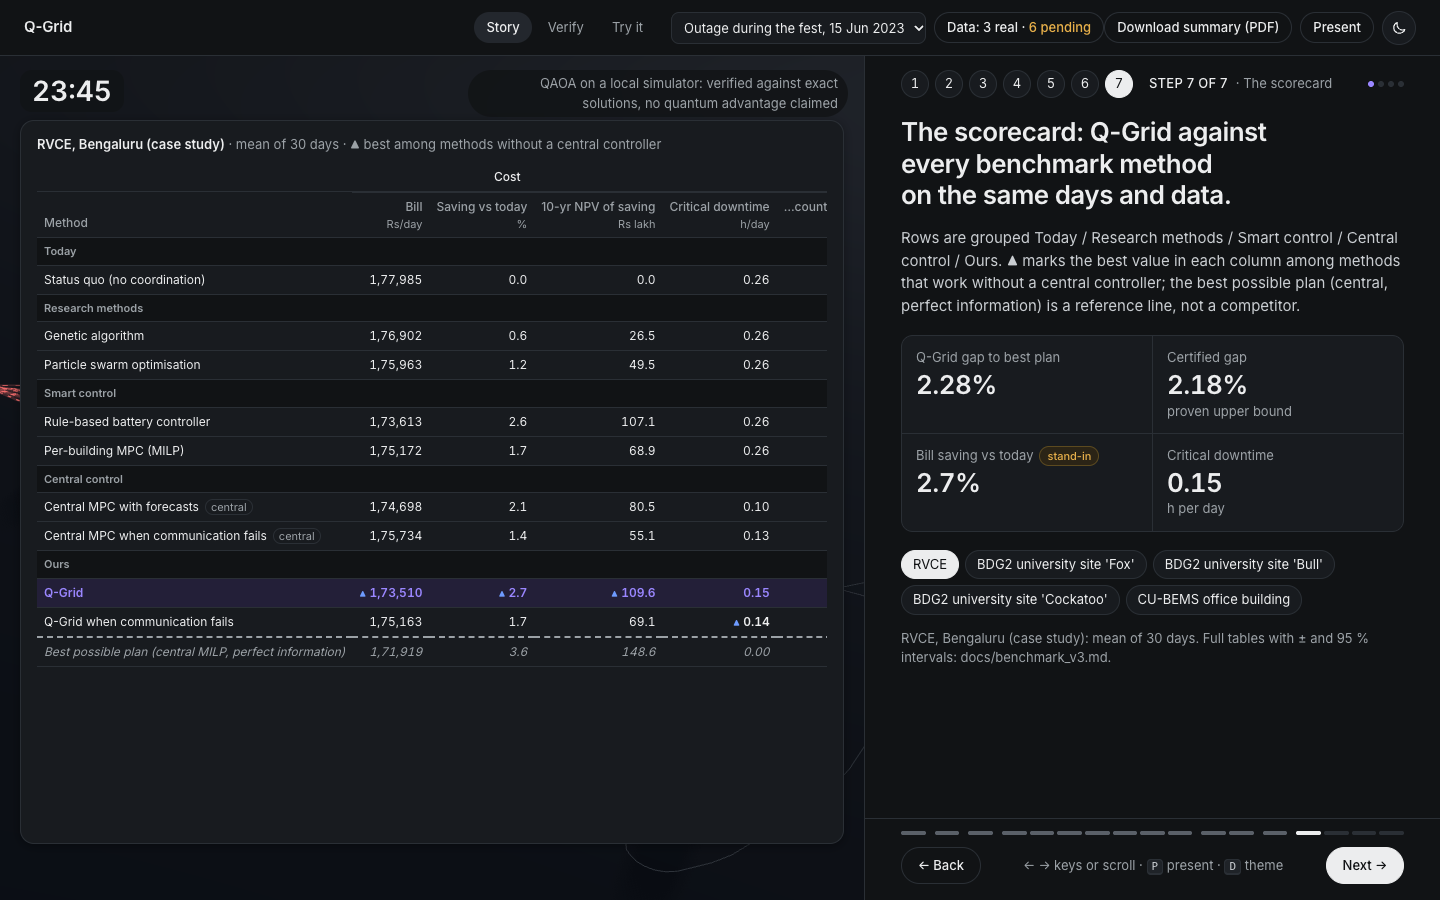 Q-Grid
Story
Verify
Try it
Outage during the fest, 15 Jun 2023
Data: 3 real · 6 pending
Download summary (PDF)
Present
23:45
QAOA on a local simulator: verified against exact
solutions, no quantum advantage claimed
RVCE, Bengaluru (case study) · mean of 30 days · ▲ best among methods without a central controller
Cost
Method
Bill
Rs/day
Saving vs today
%
10-yr NPV of saving
Rs lakh
Critical downtime
h/day
...count
Today
Status quo (no coordination) 1,77,985 0.0 0.0 0.26
Research methods
Genetic algorithm 1,76,902 0.6 26.5 0.26
Particle swarm optimisation 1,75,963 1.2 49.5 0.26
Smart control
Rule-based battery controller 1,73,613 2.6 107.1 0.26
Per-building MPC (MILP) 1,75,172 1.7 68.9 0.26
Central control
Central MPC with forecasts central 1,74,698 2.1 80.5 0.10
Central MPC when communication fails central 1,75,734 1.4 55.1 0.13
Ours
Q-Grid ▲ 1,73,510 ▲ 2.7 ▲ 109.6 0.15
Q-Grid when communication fails 1,75,163 1.7 69.1 ▲ 0.14
Best possible plan (central MILP, perfect information) 1,71,919 3.6 148.6 0.00
1 2 3 4 5 6 7 STEP 7 OF 7 · The scorecard
The scorecard: Q-Grid against
every benchmark method
on the same days and data.
Rows are grouped Today / Research methods / Smart control / Central
control / Ours. ▲ marks the best value in each column among methods
that work without a central controller; the best possible plan (central,
perfect information) is a reference line, not a competitor.
Q-Grid gap to best plan
2.28%
Certified gap
2.18%
proven upper bound
Bill saving vs today stand-in
2.7%
Critical downtime
0.15
h per day
RVCE
BDG2 university site 'Fox'
BDG2 university site 'Bull'
BDG2 university site 'Cockatoo'
CU-BEMS office building
RVCE, Bengaluru (case study): mean of 30 days. Full tables with ± and 95 %
intervals: docs/benchmark_v3.md.
← Back
← → keys or scroll · P present · D theme
Next →